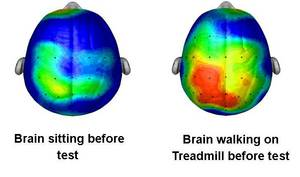 Brain sitting before
test
Brain walking on
Treadmill before test